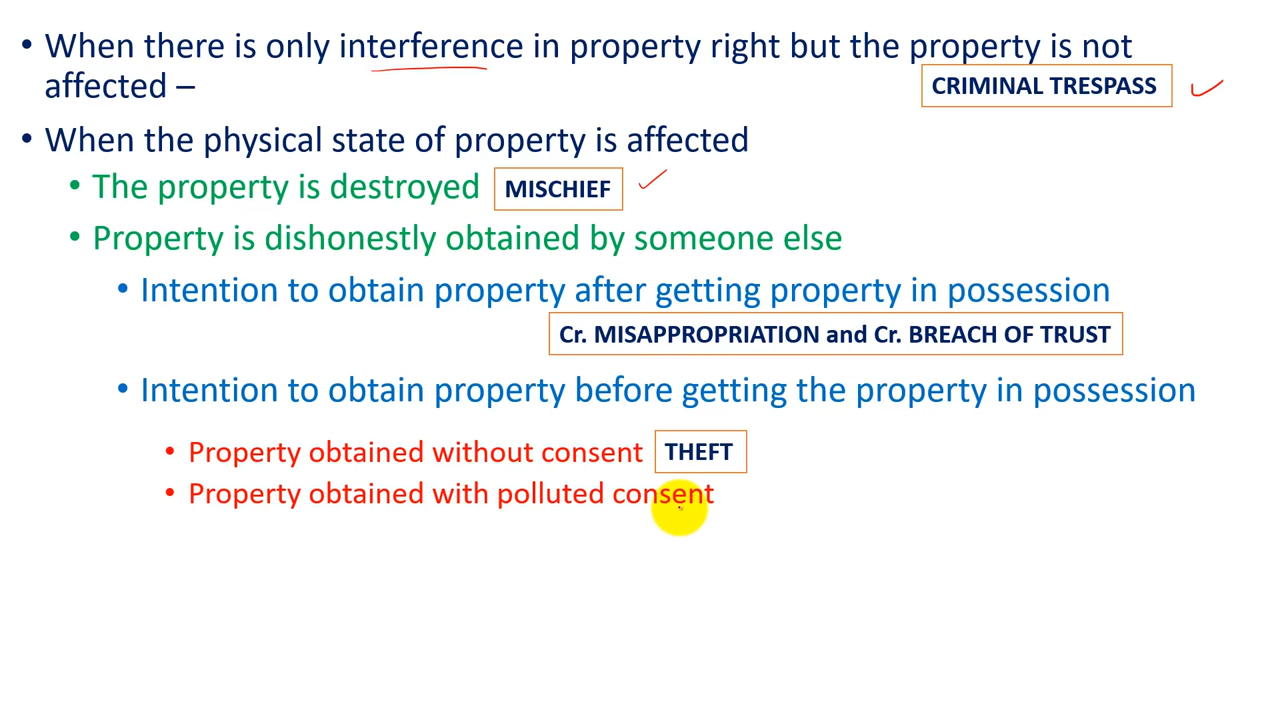 • When there is only interference in property right but the property is not
affected –
CRIMINAL TRESPASS
• When the physical state of property is affected
• The property is destroyed MISCHIEF
• Property is dishonestly obtained by someone else
• Intention to obtain property after getting property in possession
Cr. MISAPPROPRIATION and Cr. BREACH OF TRUST
• Intention to obtain property before getting the property in possession
• Property obtained without consent THEFT
• Property obtained with polluted consent